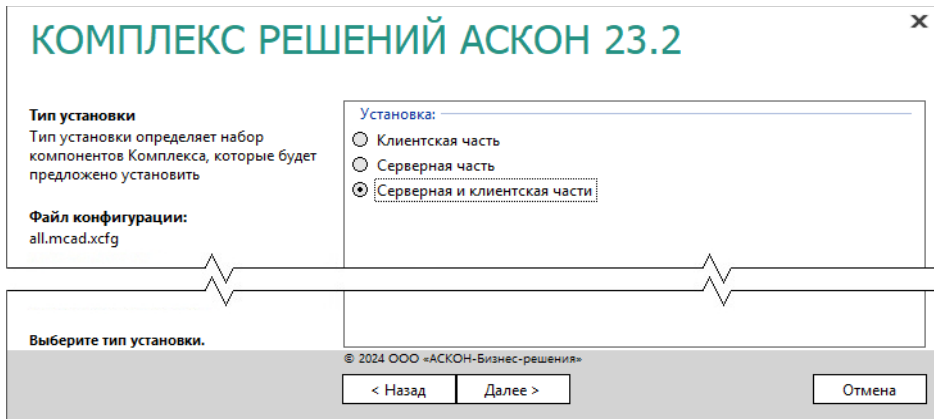 КОМПЛЕКС РЕШЕНИЙ АСКОН 23.2
Тип установки
Тип установки определяет набор
компонентов Комплекса, которые будет
предложено установить
Файл конфигурации:
all.mcad.xcfg
Выберите тип установки.
Установка:
Клиентская часть
Серверная часть
Серверная и клиентская части
© 2024 ООО «АСКОН-Бизнес-решения»
< Назад
Далее >
Отмена